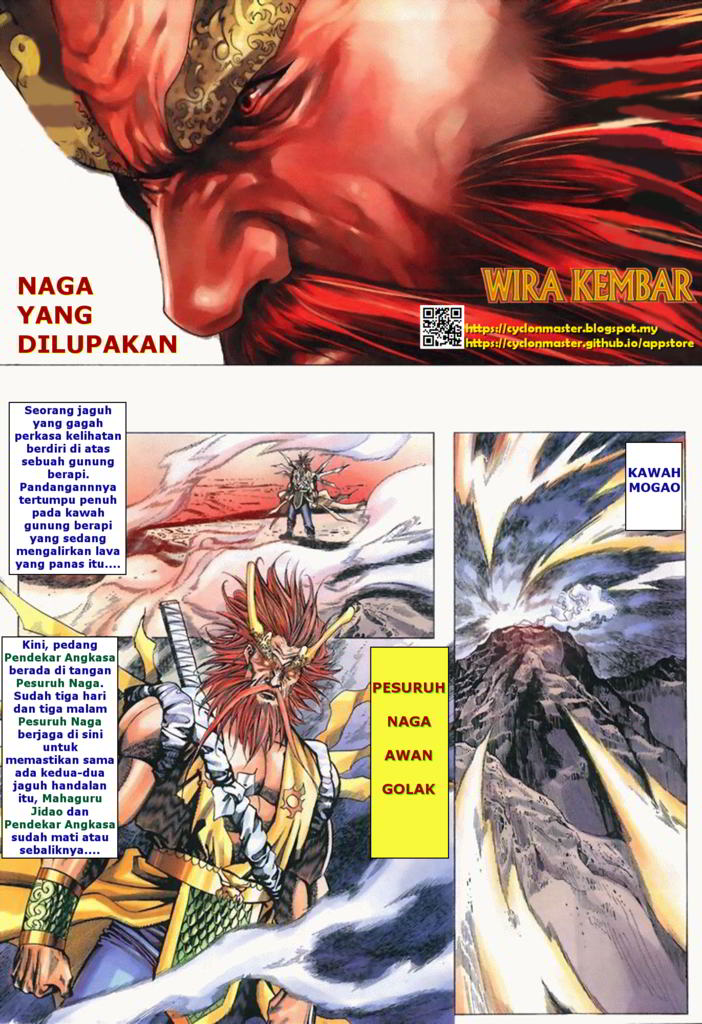 NAGA
YANG
DILUPAKAN
WIRA KEMBAR
https://cyclonmaster.blogspot.my
https://cyclonmaster.github.io/appstore
Seorang jaguh
yang gagah
perkasa kelihatan
berdiri di atas
sebuah gunung
berapi.
Pandangannnya
tertumpu penuh
pada kawah
gunung berapi
yang sedang
mengalirkan lava
yang panas itu....
KAWAH
MOGAO
Kini, pedang
Pendekar Angkasa
berada di tangan
Pesuruh Naga.
Sudah tiga hari
dan tiga malam
Pesuruh Naga
berjaga di sini
untuk
memastikan sama
ada kedua-dua
jaguh handalan
itu, Mahaguru
Jidao dan
Pendekar Angkasa
sudah mati atau
sebaliknya....
PESURUH
NAGA
AWAN
GOLAK